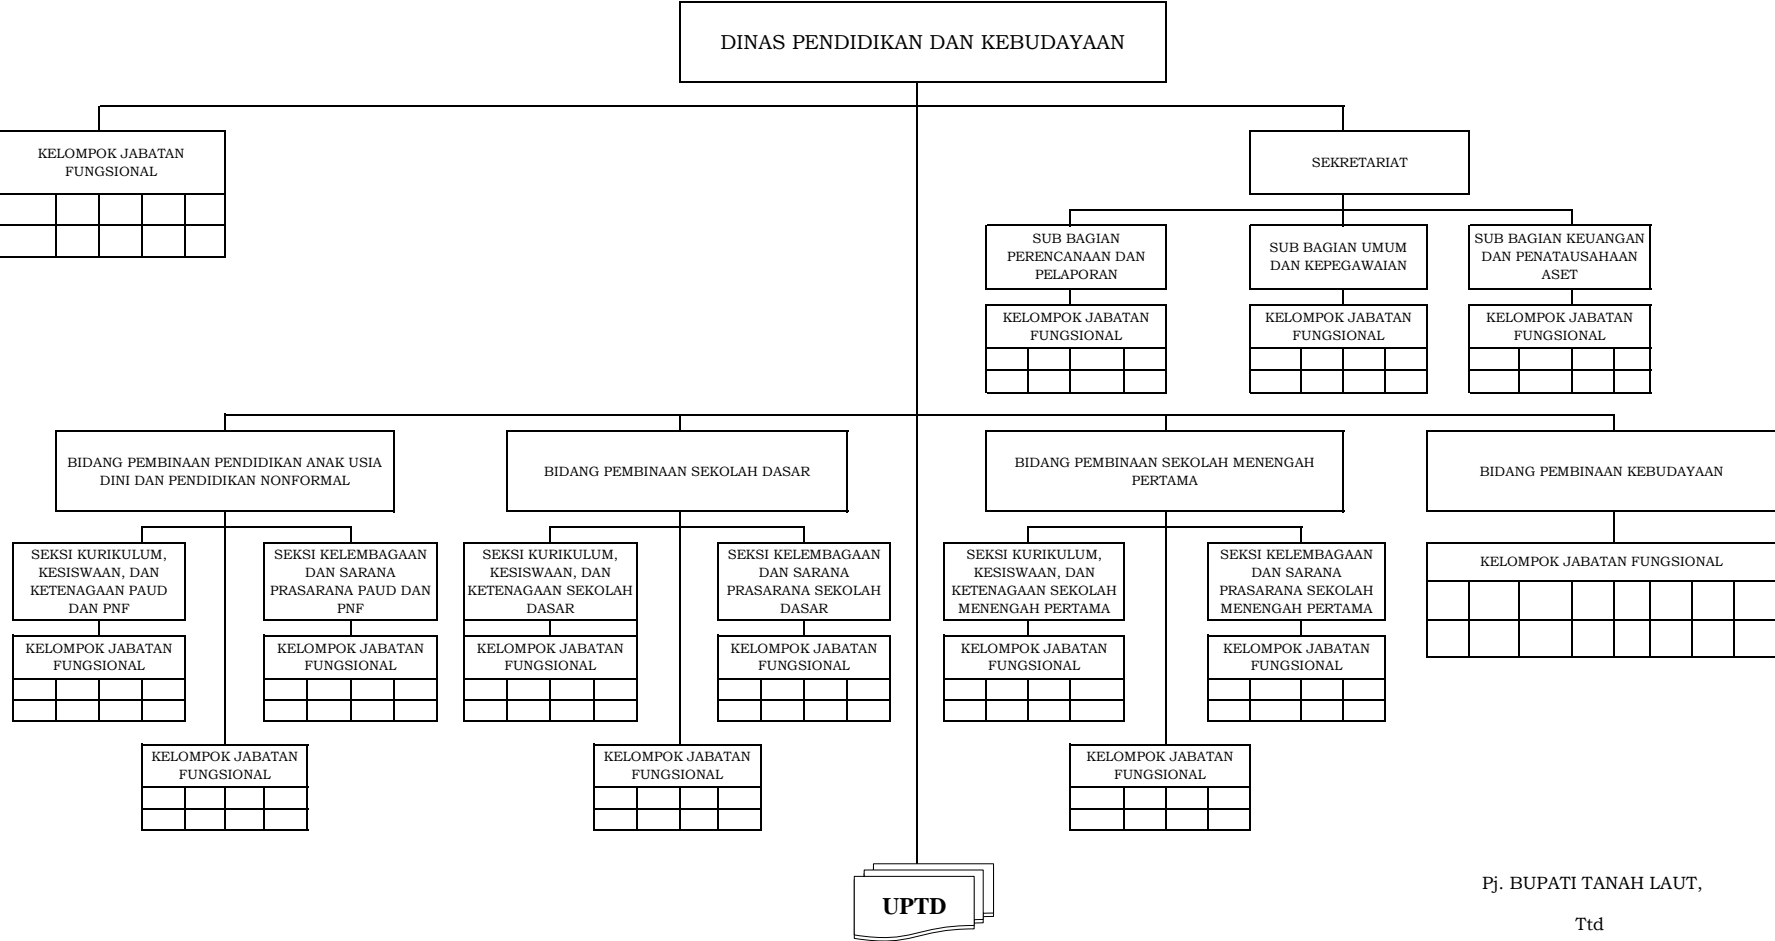 DINAS PENDIDIKAN DAN KEBUDAYAAN
KELOMPOK JABATAN
FUNGSIONAL
SEKRETARIAT
SUB BAGIAN
PERENCANAAN DAN
PELAPORAN
SUB BAGIAN UMUM
DAN KEPEGAWAIAN
SUB BAGIAN KEUANGAN
DAN PENATAUSAHAAN
ASET
KELOMPOK JABATAN
FUNGSIONAL
KELOMPOK JABATAN
FUNGSIONAL
KELOMPOK JABATAN
FUNGSIONAL
BIDANG PEMBINAAN PENDIDIKAN ANAK USIA
DINI DAN PENDIDIKAN NONFORMAL
BIDANG PEMBINAAN SEKOLAH DASAR
BIDANG PEMBINAAN SEKOLAH MENENGAH
PERTAMA
BIDANG PEMBINAAN KEBUDAYAAN
SEKSI KURIKULUM,
KESISWAAN, DAN
KETENAGAAN PAUD
DAN PNF
SEKSI KELEMBAGAAN
DAN SARANA
PRASARANA PAUD DAN
PNF
SEKSI KURIKULUM,
KESISWAAN, DAN
KETENAGAAN SEKOLAH
DASAR
SEKSI KELEMBAGAAN
DAN SARANA
PRASARANA SEKOLAH
DASAR
SEKSI KURIKULUM,
KESISWAAN, DAN
KETENAGAAN SEKOLAH
MENENGAH PERTAMA
SEKSI KELEMBAGAAN
DAN SARANA
PRASARANA SEKOLAH
MENENGAH PERTAMA
KELOMPOK JABATAN FUNGSIONAL
KELOMPOK JABATAN
FUNGSIONAL
KELOMPOK JABATAN
FUNGSIONAL
KELOMPOK JABATAN
FUNGSIONAL
KELOMPOK JABATAN
FUNGSIONAL
KELOMPOK JABATAN
FUNGSIONAL
KELOMPOK JABATAN
FUNGSIONAL
KELOMPOK JABATAN
FUNGSIONAL
KELOMPOK JABATAN
FUNGSIONAL
KELOMPOK JABATAN
FUNGSIONAL
UPTD
Pj. BUPATI TANAH LAUT,
Ttd